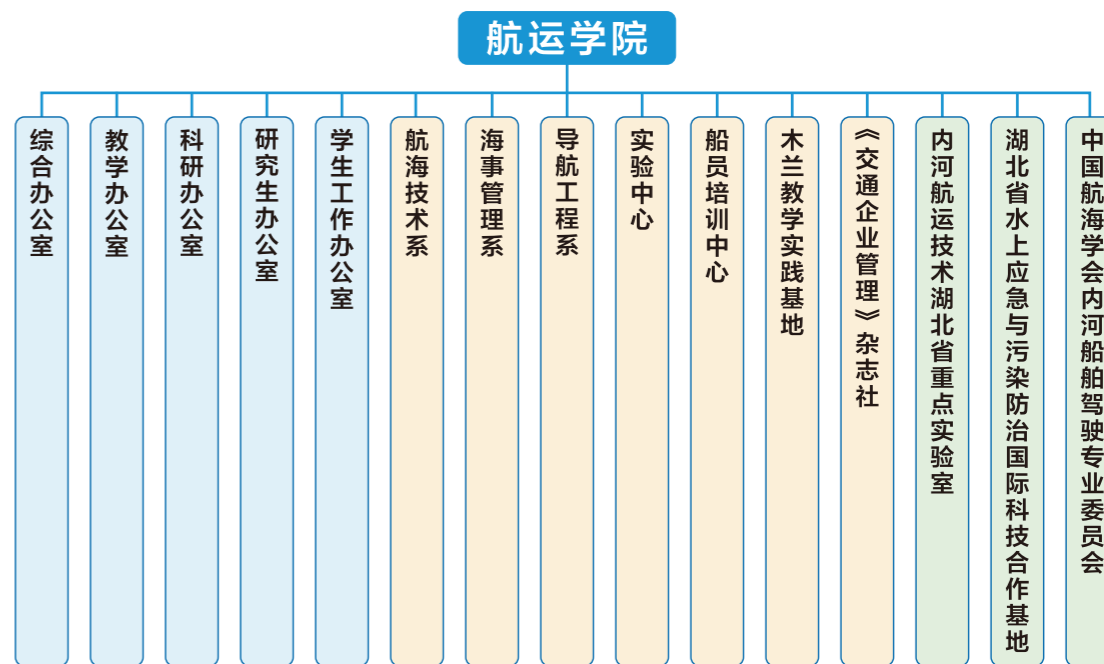 航运学院
综合办公室
教学办公室
科研办公室
研究生办公室
学生工作办公室
航海技术系
海事管理系
导航工程系
实验中心
船员培训中心
木兰教学实践基地
《交通企业管理》杂志社
内河航运技术湖北省重点实验室
湖北省水上应急与污染防治国际科技合作基地
中国航海学会内河船舶驾驶专业委员会